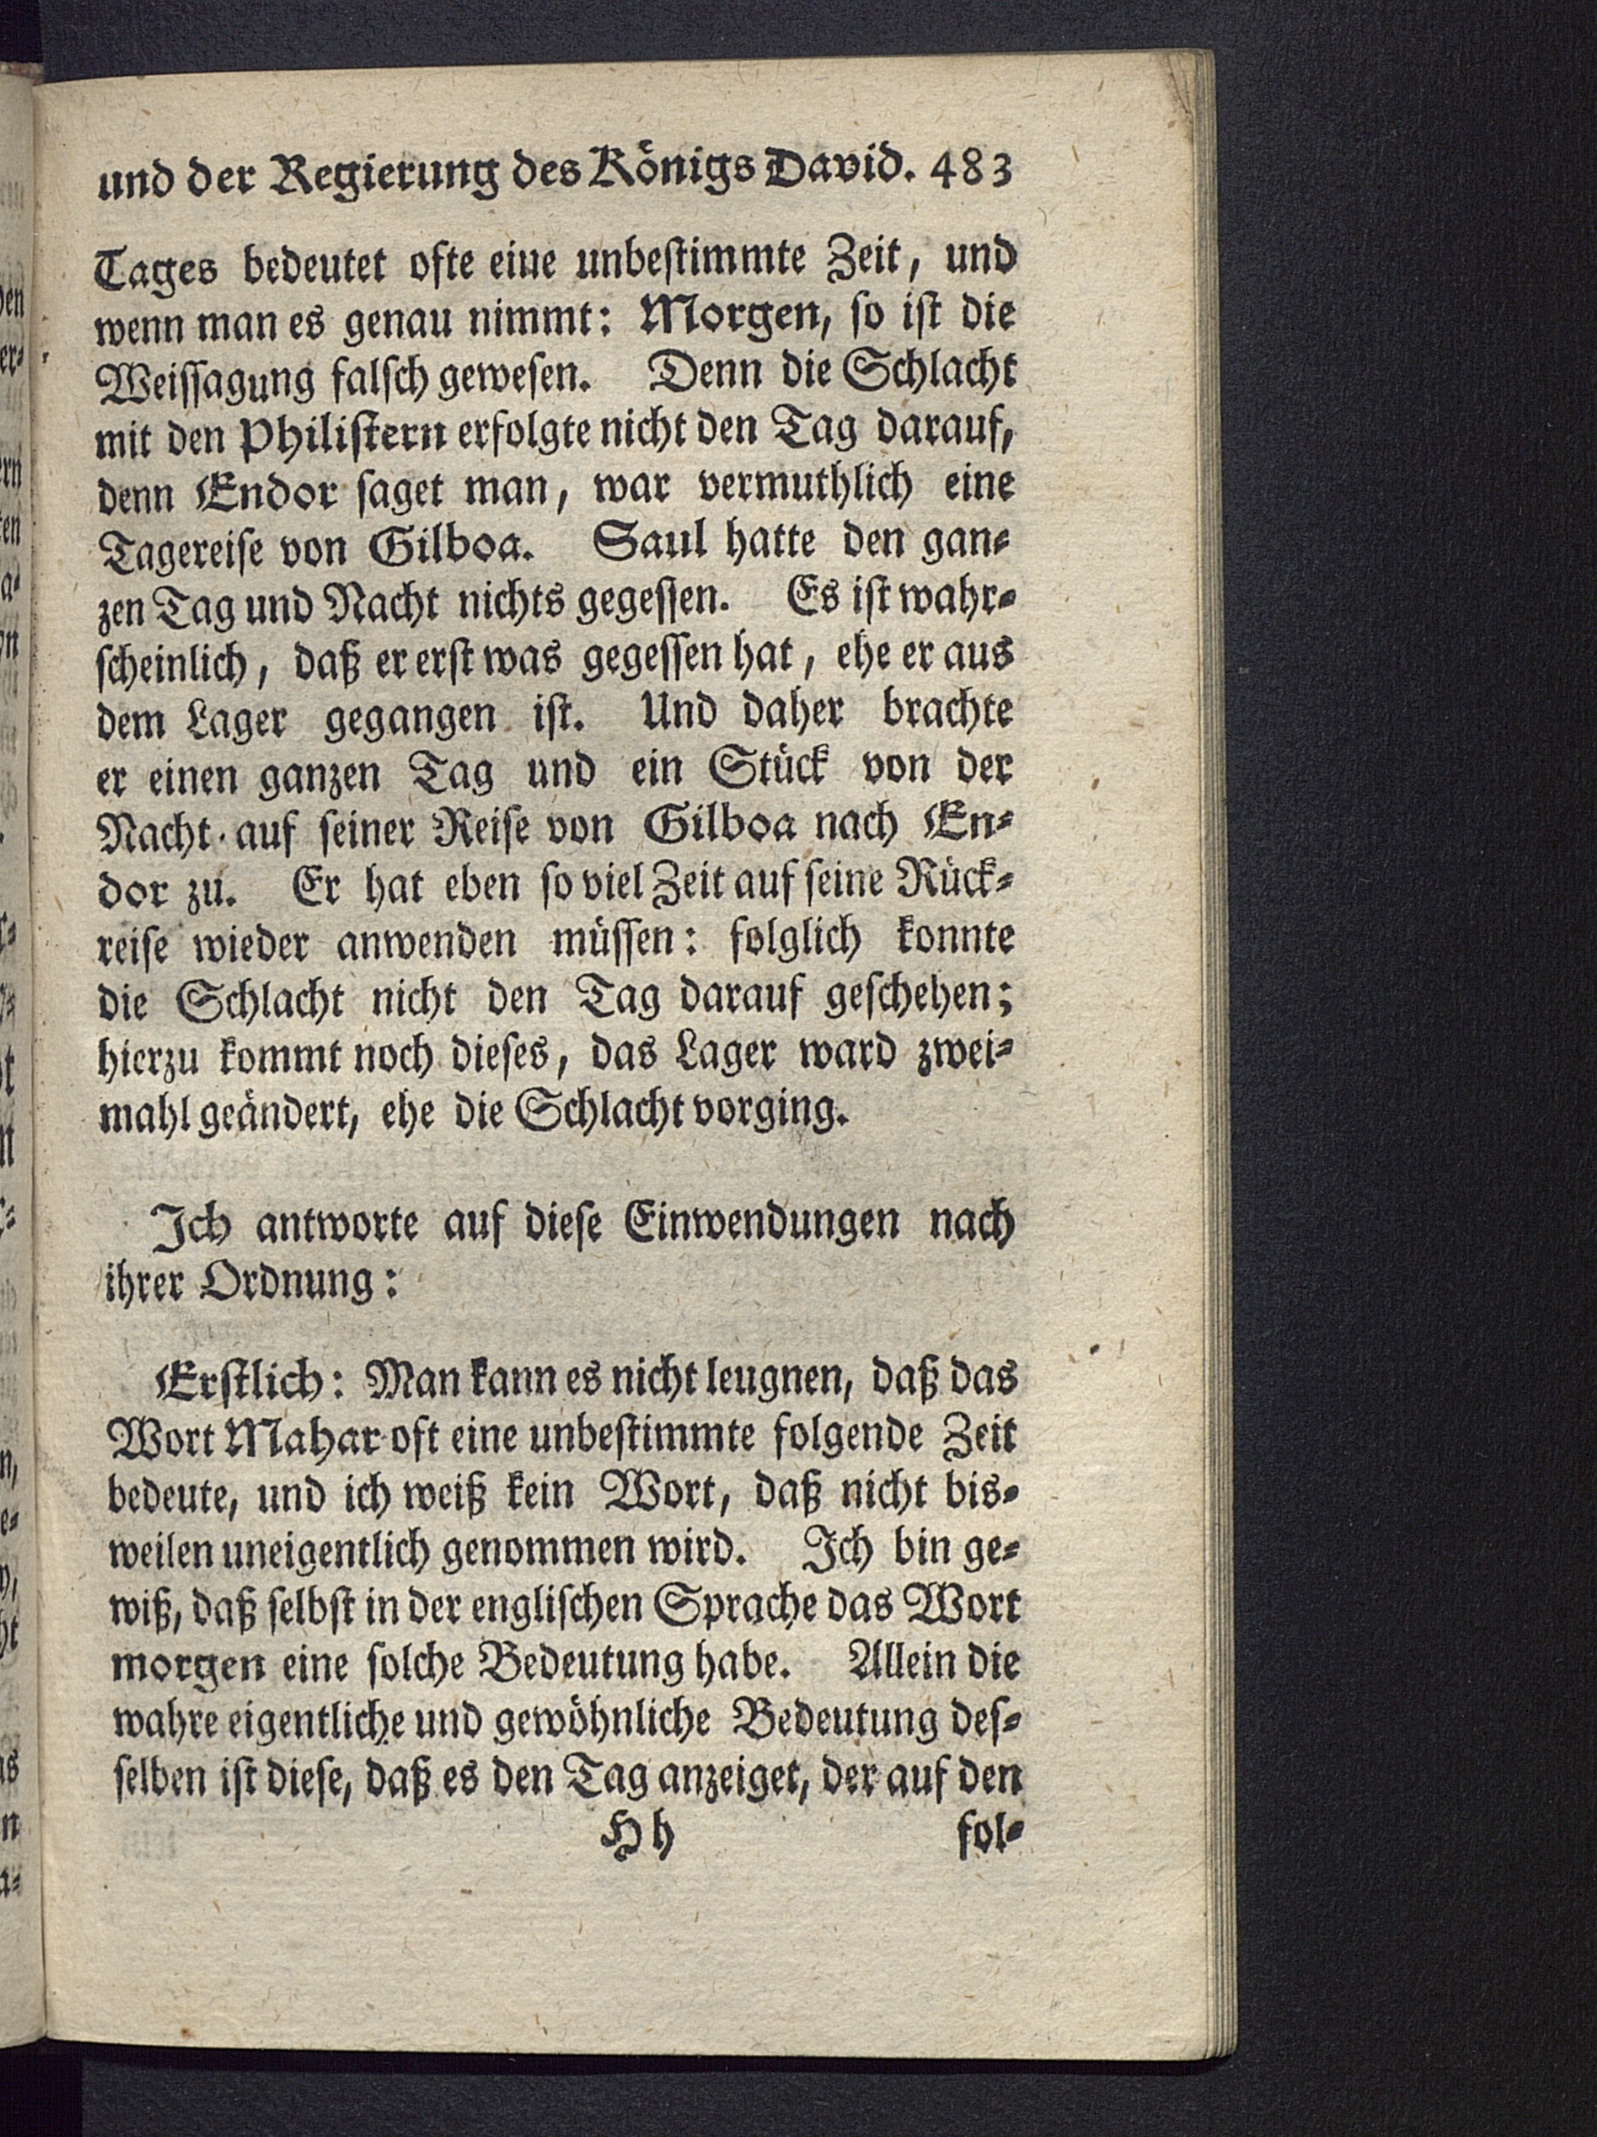 und der Regierung des Königs David. 483
Tages bedeutet ofte eiue unbestimmte Zeit, und
wenn man es genau nimmt: Morgen, so ist die
Weissagung falsch gewesen. Denn die Schlacht
mit den Philistern erfolgte nicht den Tag darauf,
denn Endor saget man, war vermuthlich eine
Tagereise von Gilboa. Saul hatte den gan-
zen Tag und Nacht nichts gegessen. Es ist wahr-
scheinlich, daß er erst was gegessen hat, ehe er aus
dem Lager gegangen ist. Und daher brachte
er einen ganzen Tag und ein Stück von der
Nacht auf seiner Reise von Gilboa nach En-
dor zu. Er hat eben so viel Zeit auf seine Rück-
reise wieder anwenden müssen: folglich konnte
die Schlacht nicht den Tag darauf geschehen;
hierzu kommt noch dieses, das Lager ward zwei-
mahl geändert, ehe die Schlacht vorging.
Ich antworte auf diese Einwendungen nach
ihrer Ordnung:
Erstlich: Man kann es nicht leugnen, daß das
Wort Mahar oft eine unbestimmte folgende Zeit
bedeute, und ich weiß kein Wort, daß nicht bis-
weilen uneigentlich genommen wird. Ich bin ge-
wiß, daß selbst in der englischen Sprache das Wort
morgen eine solche Bedeutung habe. Allein die
wahre eigentliche und gewöhnliche Bedeutung des-
selben ist diese, daß es den Tag anzeiget, der auf den
Hh fol-